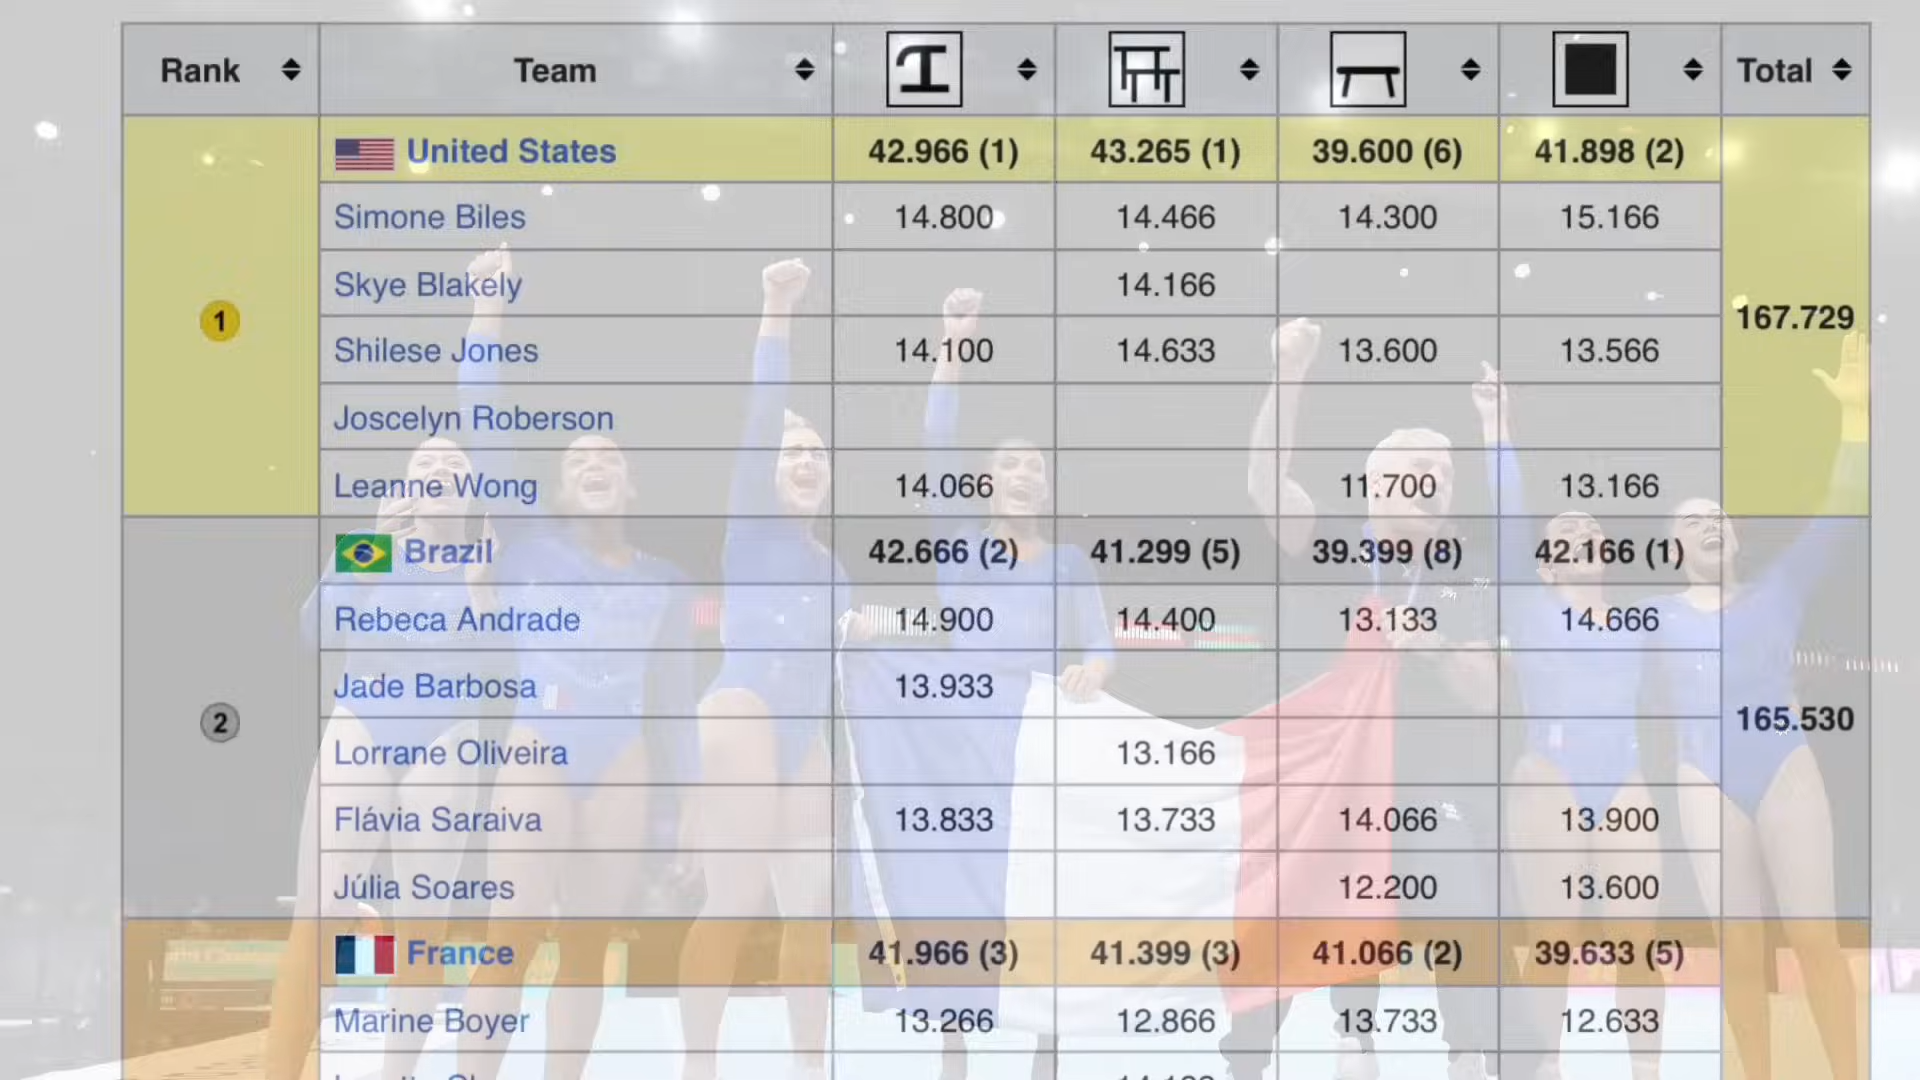 Rank Team Total
United States 42.966 (1) 43.265 (1) 39.600 (6) 41.898 (2)
Simone Biles 14.800 14.466 14.300 15.166
Skye Blakely 14.166
1 167.729
Shilese Jones 14.100 14.633 13.600 13.566
Joscelyn Roberson
Leanne Wong 14.066 11.700 13.166
Brazil 42.666 (2) 41.299 (5) 39.399 (8) 42.166 (1)
Rebeca Andrade 14.900 14.400 13.133 14.666
Jade Barbosa 13.933
2 165.530
Lorrane Oliveira 13.166
Flávia Saraiva 13.833 13.733 14.066 13.900
Júlia Soares 12.200 13.600
France 41.966 (3) 41.399 (3) 41.066 (2) 39.633 (5)
Marine Boyer 13.266 12.866 13.733 12.633